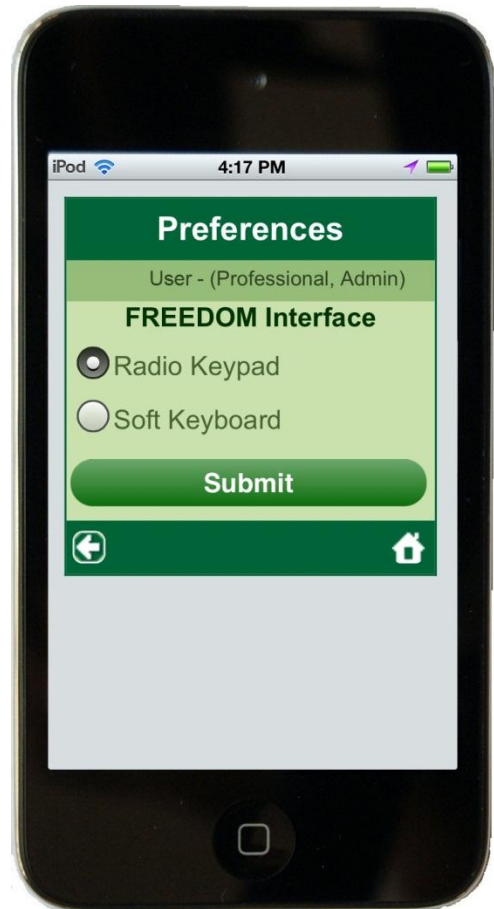 iPod 4:17 PM
Preferences
User - (Professional, Admin)
FREEDOM Interface
Radio Keypad
Soft Keyboard
Submit